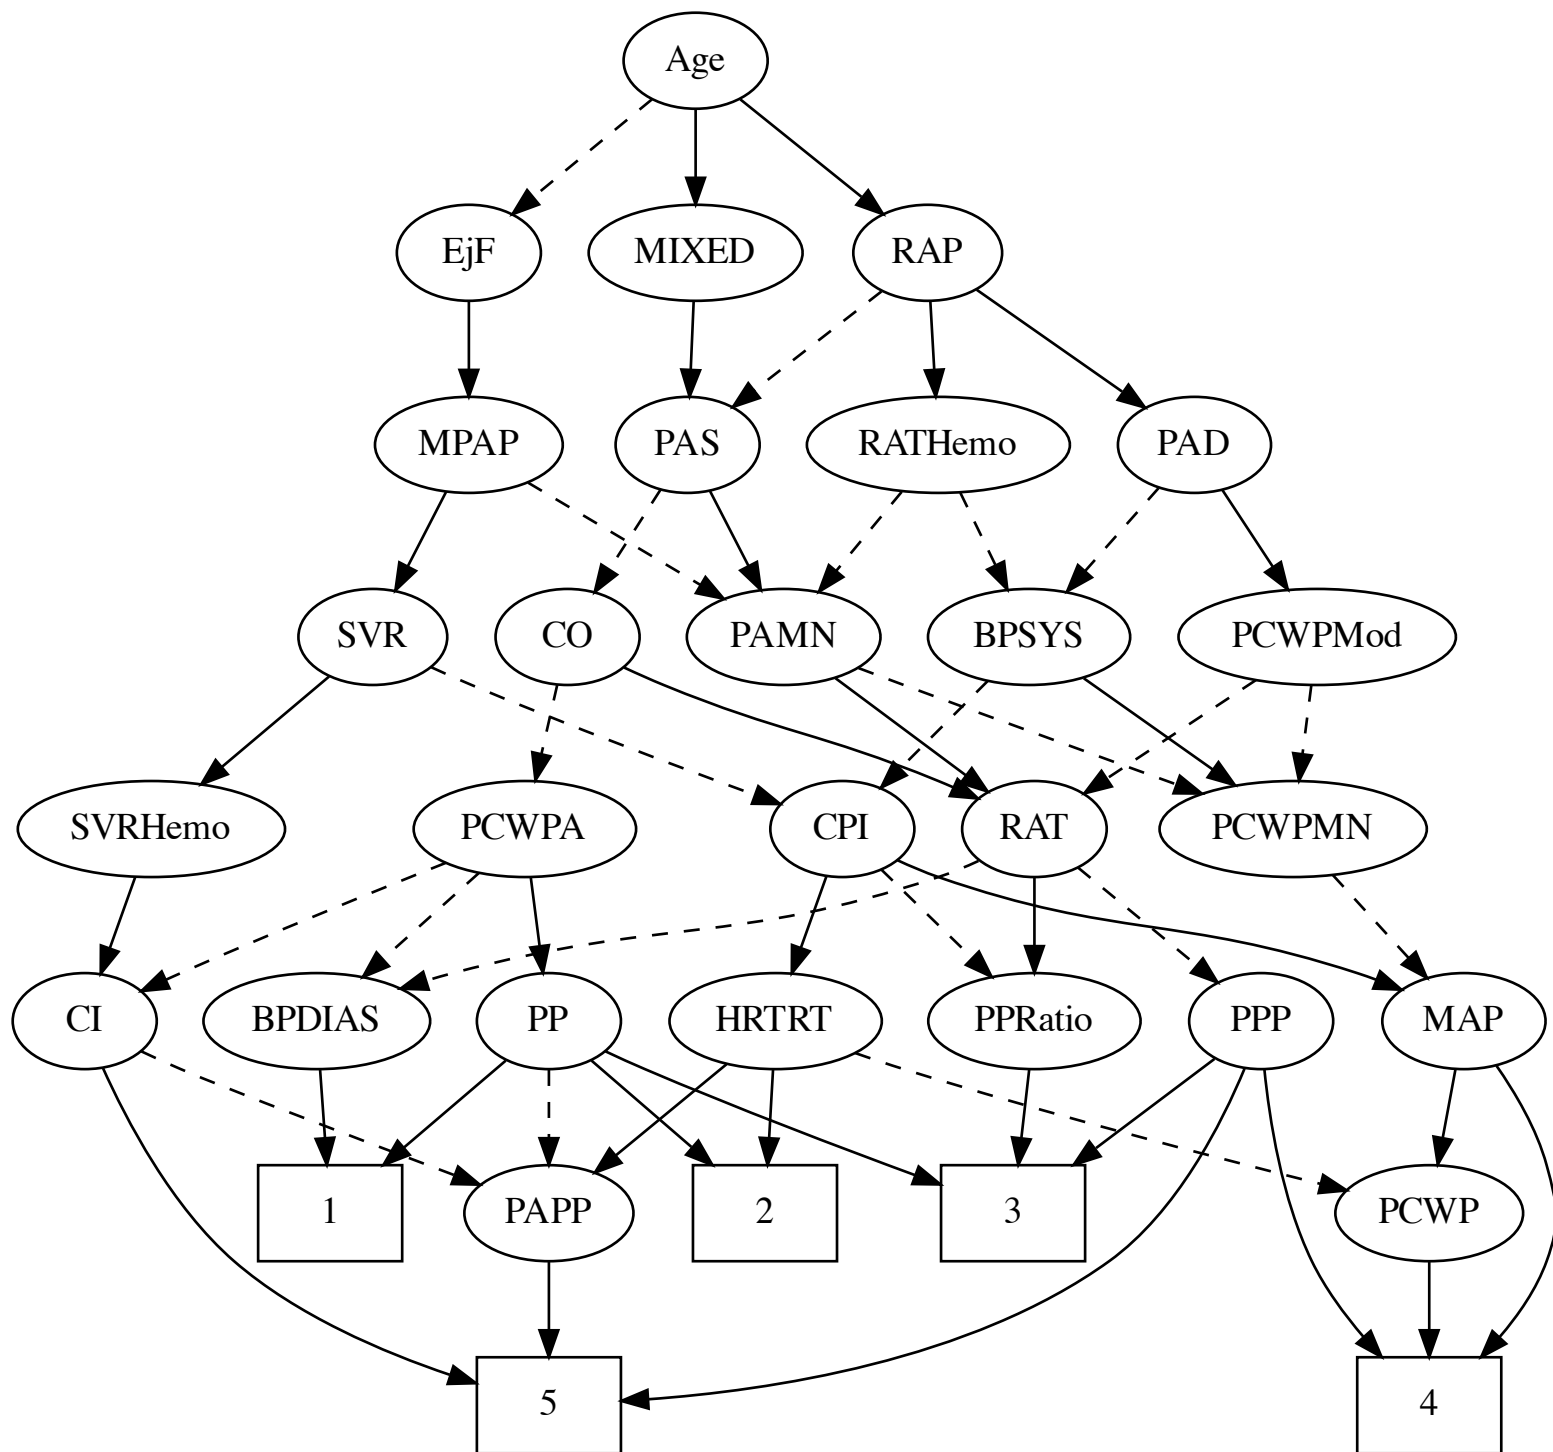 Age
EjF
MIXED
RAP
MPAP
PAS
RATHemo
PAD
SVR
CO
PAMN
BPSYS
PCWPMod
SVRHemo
PCWPA
CPI
RAT
PCWPMN
CI
BPDIAS
PP
HRTRT
PPRatio
PPP
MAP
1
PAPP
2
3
PCWP
5
4